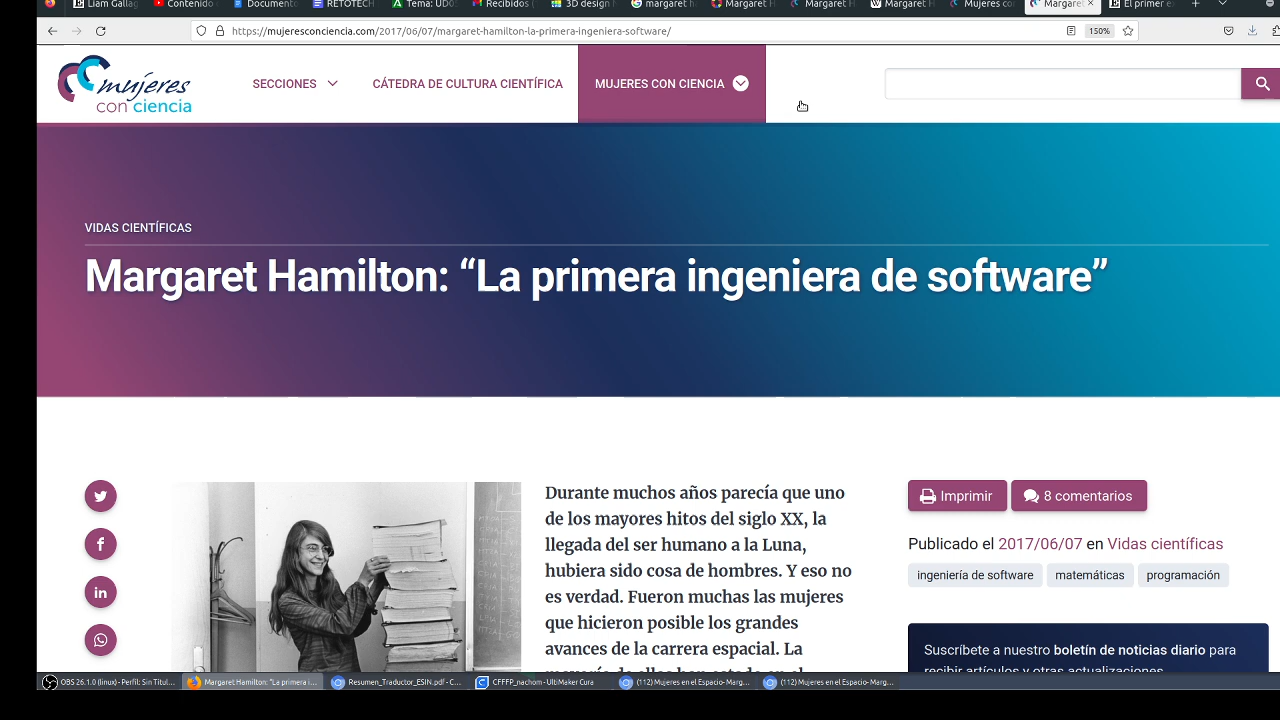 Liam Gallag
Contenido
Documento
RETOTECH
Tema: UD05
Recibidos
3D design
margaret h
Margaret H
Margaret H
Margaret H
Mujeres co
Margaret
El primer e
https://mujeresconciencia.com/2017/06/07/margaret-hamilton-la-primera-ingeniera-software/
150%
mujeres
con ciencia
SECCIONES
CÁTEDRA DE CULTURA CIENTÍFICA
MUJERES CON CIENCIA
VIDAS CIENTÍFICAS
Margaret Hamilton: “La primera ingeniera de software”
Durante muchos años parecía que uno
de los mayores hitos del siglo XX, la
llegada del ser humano a la Luna,
hubiera sido cosa de hombres. Y eso no
es verdad. Fueron muchas las mujeres
que hicieron posible los grandes
avances de la carrera espacial. La
Imprimir
8 comentarios
Publicado el 2017/06/07 en Vidas científicas
ingeniería de software
matemáticas
programación
Suscríbete a nuestro boletín de noticias diario para
recibir artículos y otras actualizaciones
OBS 26.1.0 (linux) - Perfil: Sin Títul...
Margaret Hamilton: “La primera i...
Resumen_Traductor_ESIN.pdf - C...
CFFFP_nachom - UltiMaker Cura
(112) Mujeres en el Espacio- Marg...
(112) Mujeres en el Espacio- Marg...